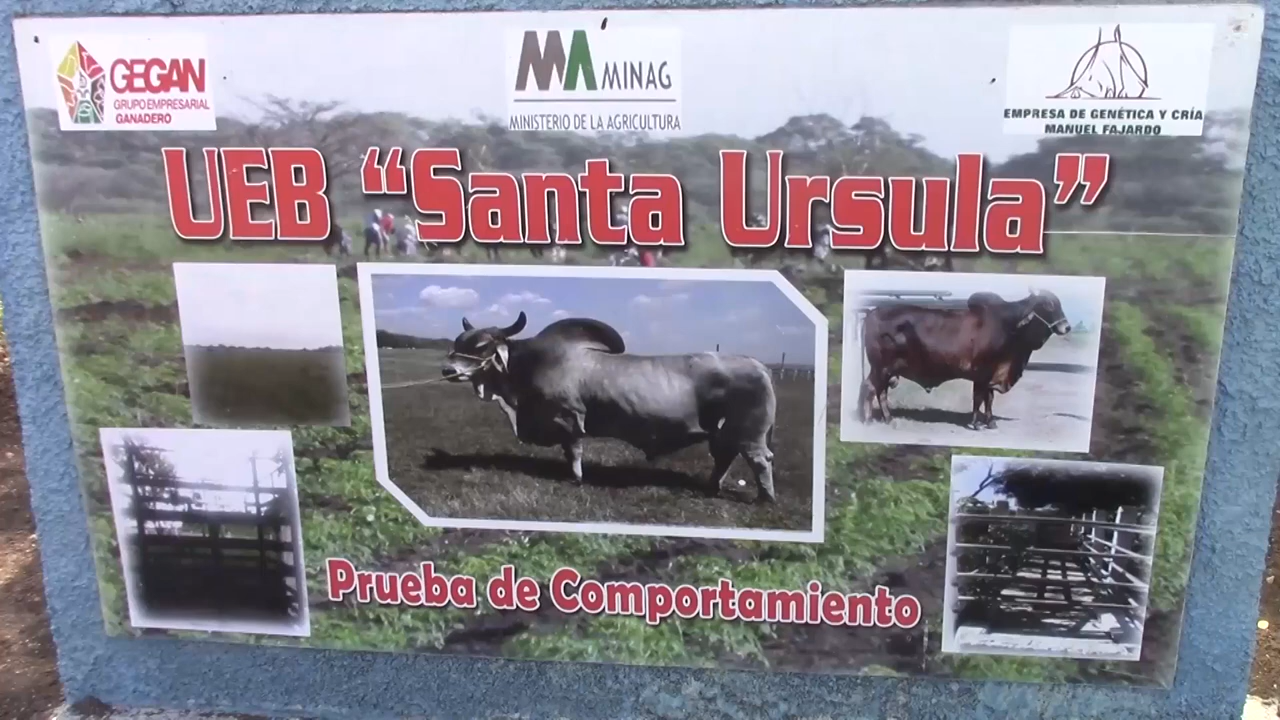 GEGAN
GRUPO EMPRESARIAL
GANADERO
MA MINAG
MINISTERIO DE LA AGRICULTURA
EMPRESA DE GENÉTICA Y CRÍA
MANUEL FAJARDO
UEB “Santa Ursula”
Prueba de Comportamiento